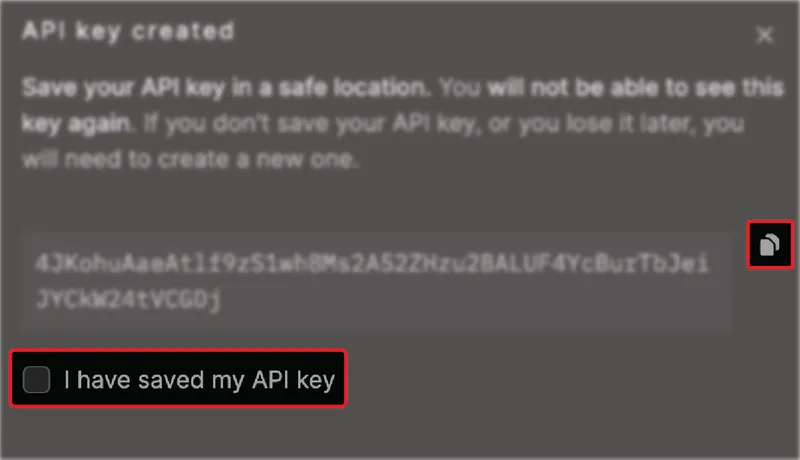 API key created
Save your API key in a safe location. You will not be able to see this
key again. If you don't save your API key, or you lose it later, you
will need to create a new one.
I have saved my API key